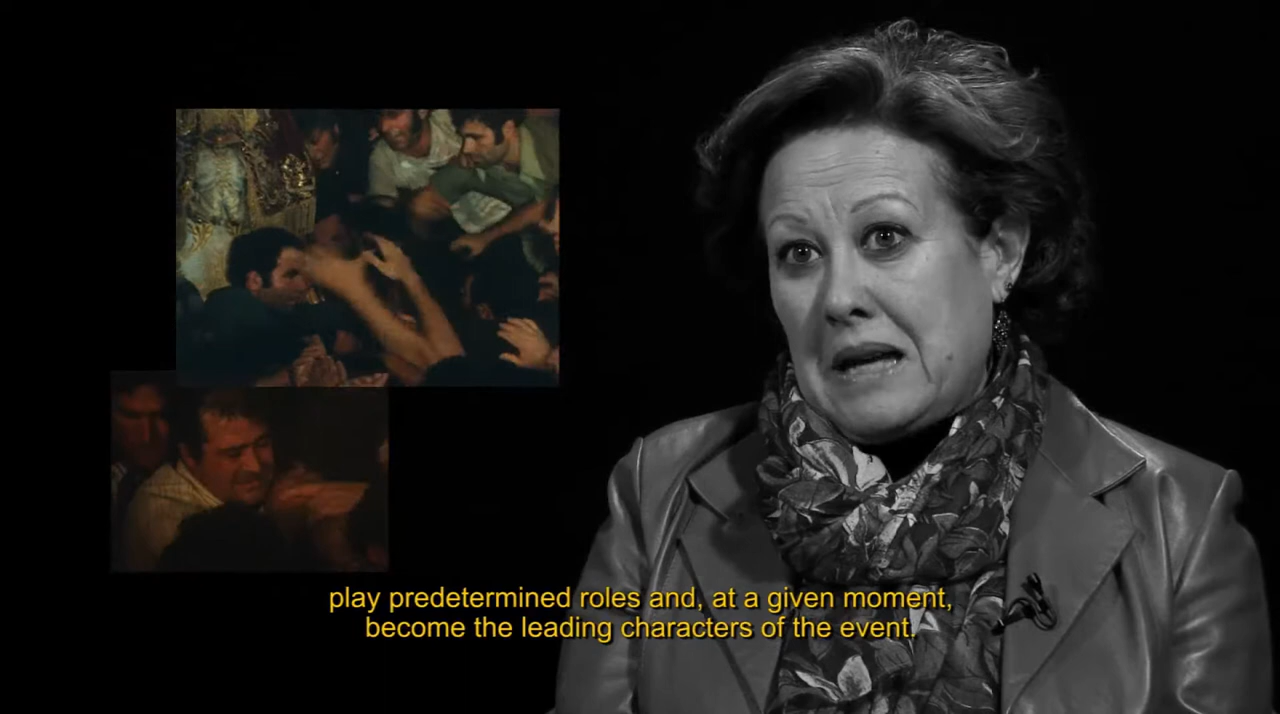 play predetermined roles and, at a given moment,
become the leading characters of the event.